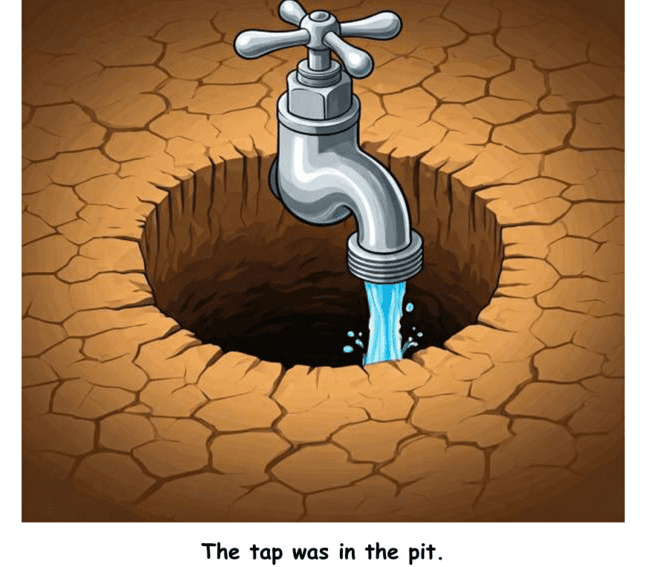 The tap was in the pit.